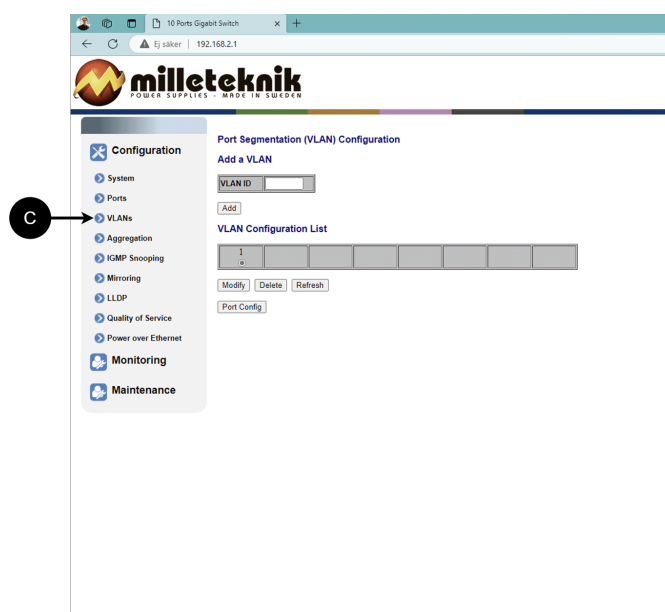 10 Ports Gigabit Switch
Ej säker | 192.168.2.1
milleteknik
POWER SUPPLIES - MADE IN SWEDEN
Configuration
System
Ports
C
VLANs
Aggregation
IGMP Snooping
Mirroring
LLDP
Quality of Service
Power over Ethernet
Monitoring
Maintenance
Port Segmentation (VLAN) Configuration
Add a VLAN
VLAN ID
Add
VLAN Configuration List
1
Modify Delete Refresh
Port Config